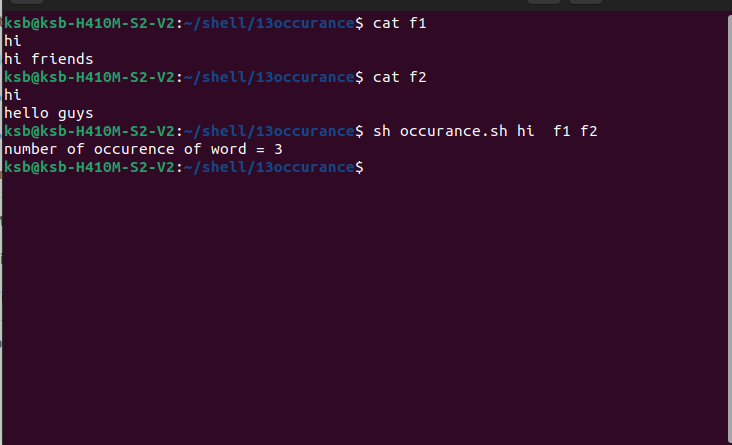 ksb@ksb-H410M-S2-V2:~/shell/13occurance$ cat f1
hi
hi friends
ksb@ksb-H410M-S2-V2:~/shell/13occurance$ cat f2
hi
hello guys
ksb@ksb-H410M-S2-V2:~/shell/13occurance$ sh occurance.sh hi  f1 f2
number of occurence of word = 3
ksb@ksb-H410M-S2-V2:~/shell/13occurance$